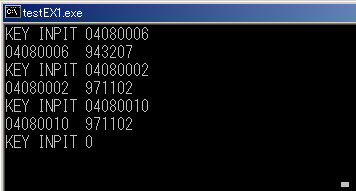 testEX1.exe
KEY INPIT 04080006
04080006 943207
KEY INPIT 04080002
04080002 971102
KEY INPIT 04080010
04080010 971102
KEY INPIT 0